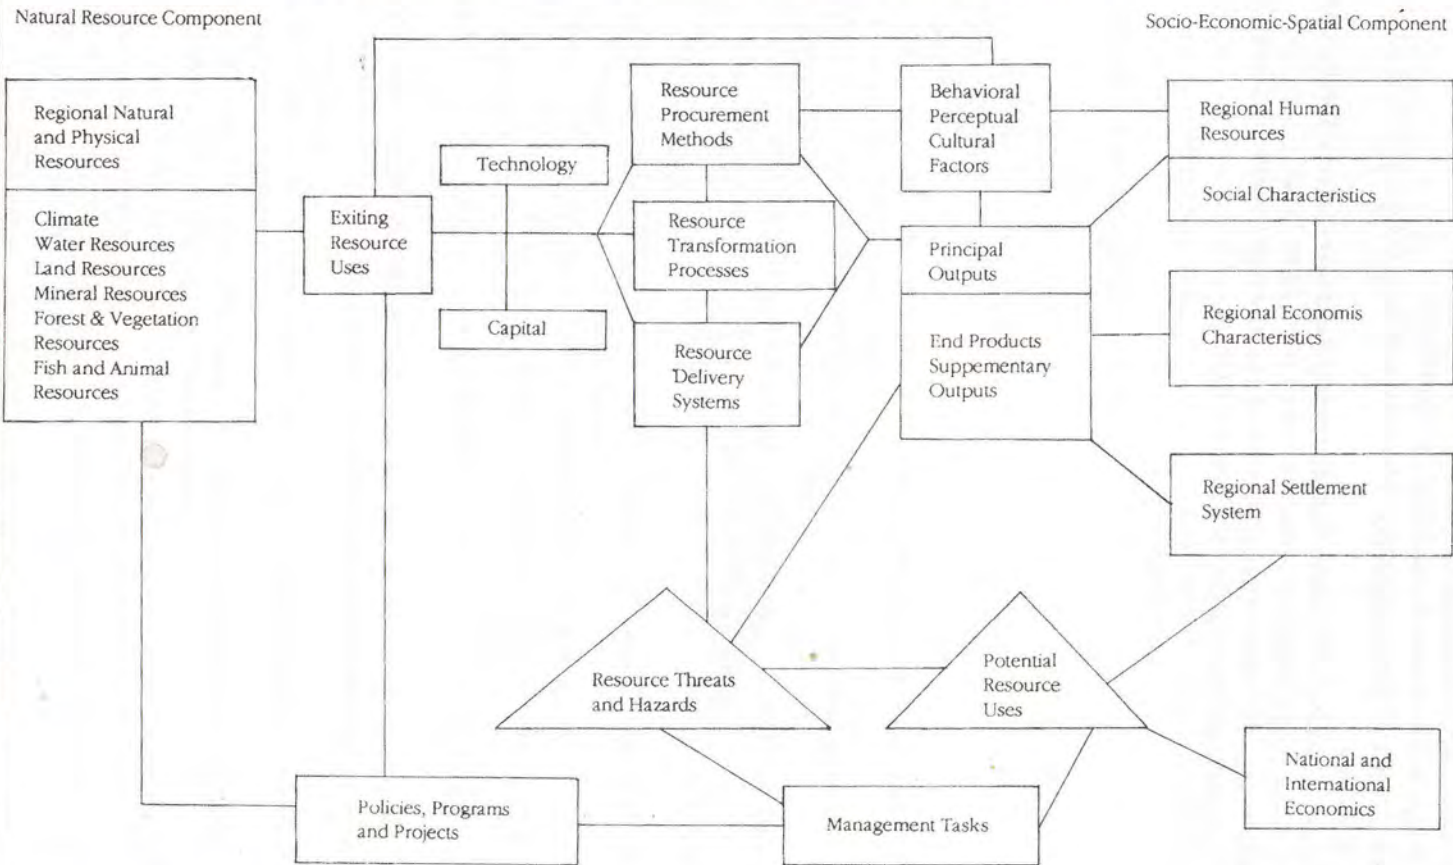 Natural Resource Component
Socio-Economic-Spatial Component
Regional Natural
and Physical
Resources
Climate
Water Resources
Land Resources
Mineral Resources
Forest & Vegetation
Resources
Fish and Animal
Resources
Exiting
Resource
Uses
Technology
Capital
Resource
Procurement
Methods
Resource
Transformation
Processes
Resource
Delivery
Systems
Behavioral
Perceptual
Cultural
Factors
Principal
Outputs
End Products
Suppementary
Outputs
Regional Human
Resources
Social Characteristics
Regional Economis
Characteristics
Regional Settlement
System
Resource Threats
and Hazards
Potential
Resource
Uses
National and
International
Economics
Policies, Programs
and Projects
Management Tasks